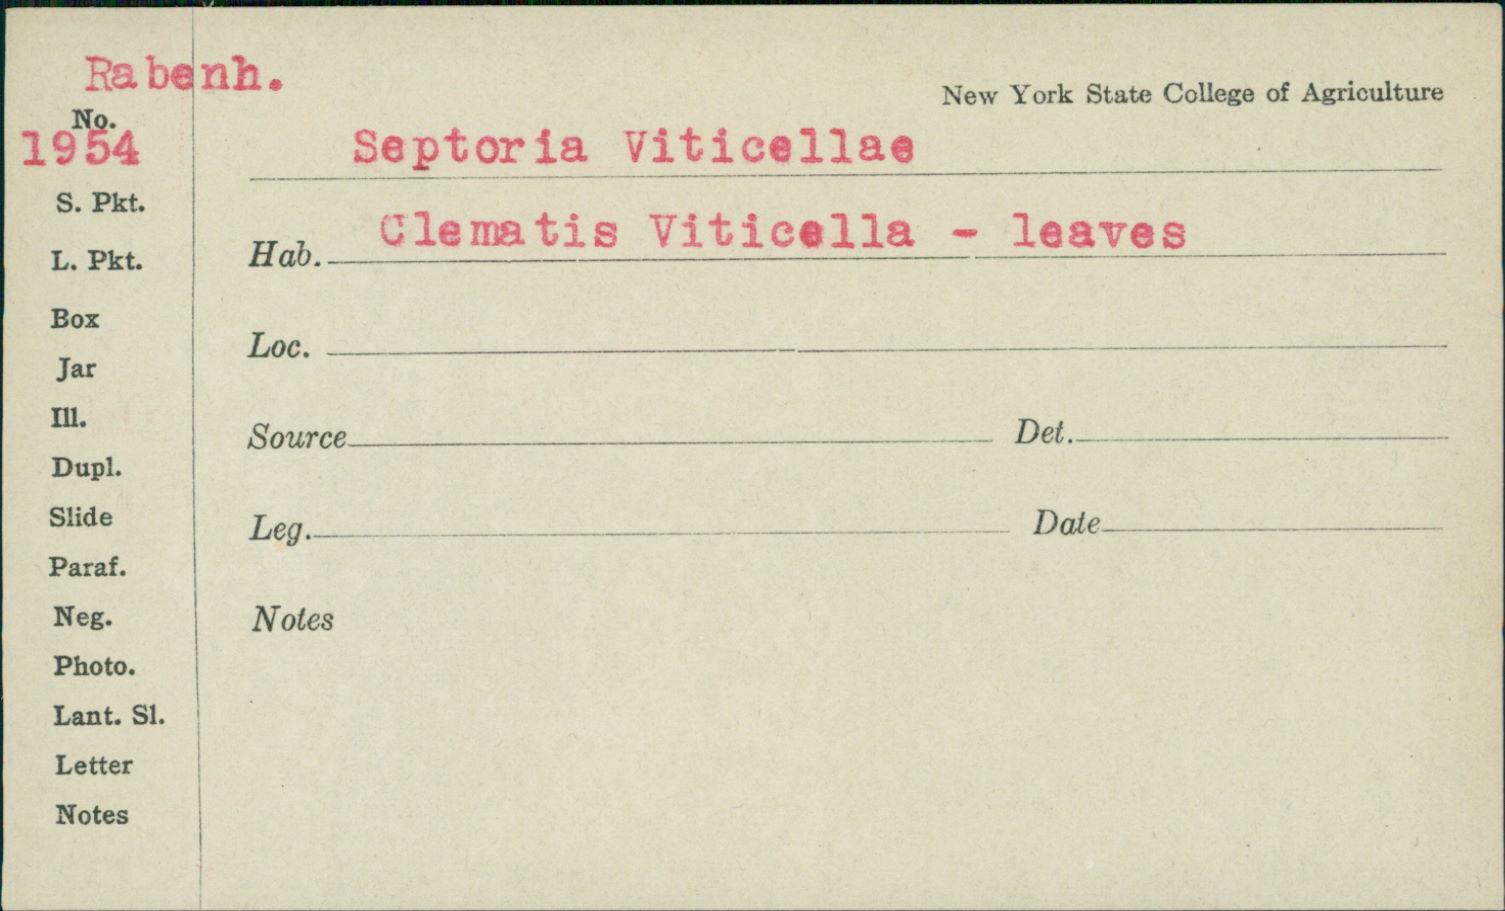 Rabenh.
New York State College of Agriculture
No.
1954
Septoria Viticellae
S. Pkt.
Hab. Clematis Viticella - leaves
L. Pkt.
Box
Loc.
Jar
Ill.
Source Det.
Dupl.
Slide
Leg. Date
Paraf.
Neg.
Notes
Photo.
Lant. Sl.
Letter
Notes